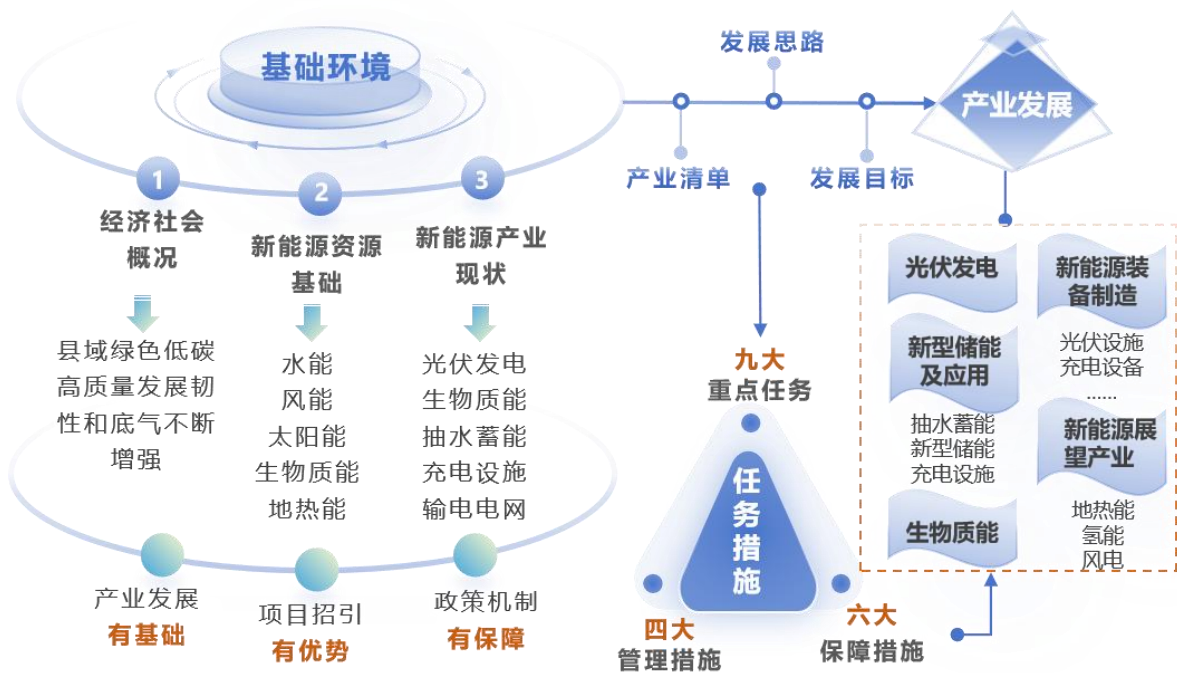 基础环境
1
经济社会
概况
县域绿色低碳
高质量发展韧
性和底气不断
增强
2
新能源资源
基础
水能
风能
太阳能
生物质能
地热能
3
新能源产业
现状
光伏发电
生物质能
抽水蓄能
充电设施
输电电网
产业发展
有基础
项目招引
有优势
政策机制
有保障
产业清单
发展思路
发展目标
产业发展
光伏发电
新型储能
及应用
抽水蓄能
新型储能
充电设施
生物质能
新能源装
备制造
光伏设施
充电设备
......
新能源展
望产业
地热能
氢能
风电
九大
重点任务
任务措施
四大
管理措施
六大
保障措施